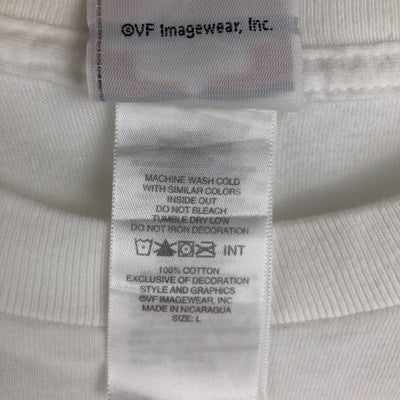 ©VF Imagewear, Inc.
MACHINE WASH COLD
WITH SIMILAR COLORS
INSIDE OUT
DO NOT BLEACH
TUMBLE DRY LOW
DO NOT IRON DECORATION
INT
100% COTTON
EXCLUSIVE OF DECORATION
STYLE AND GRAPHICS
©VF IMAGEWEAR, INC
MADE IN NICARAGUA
SIZE: L